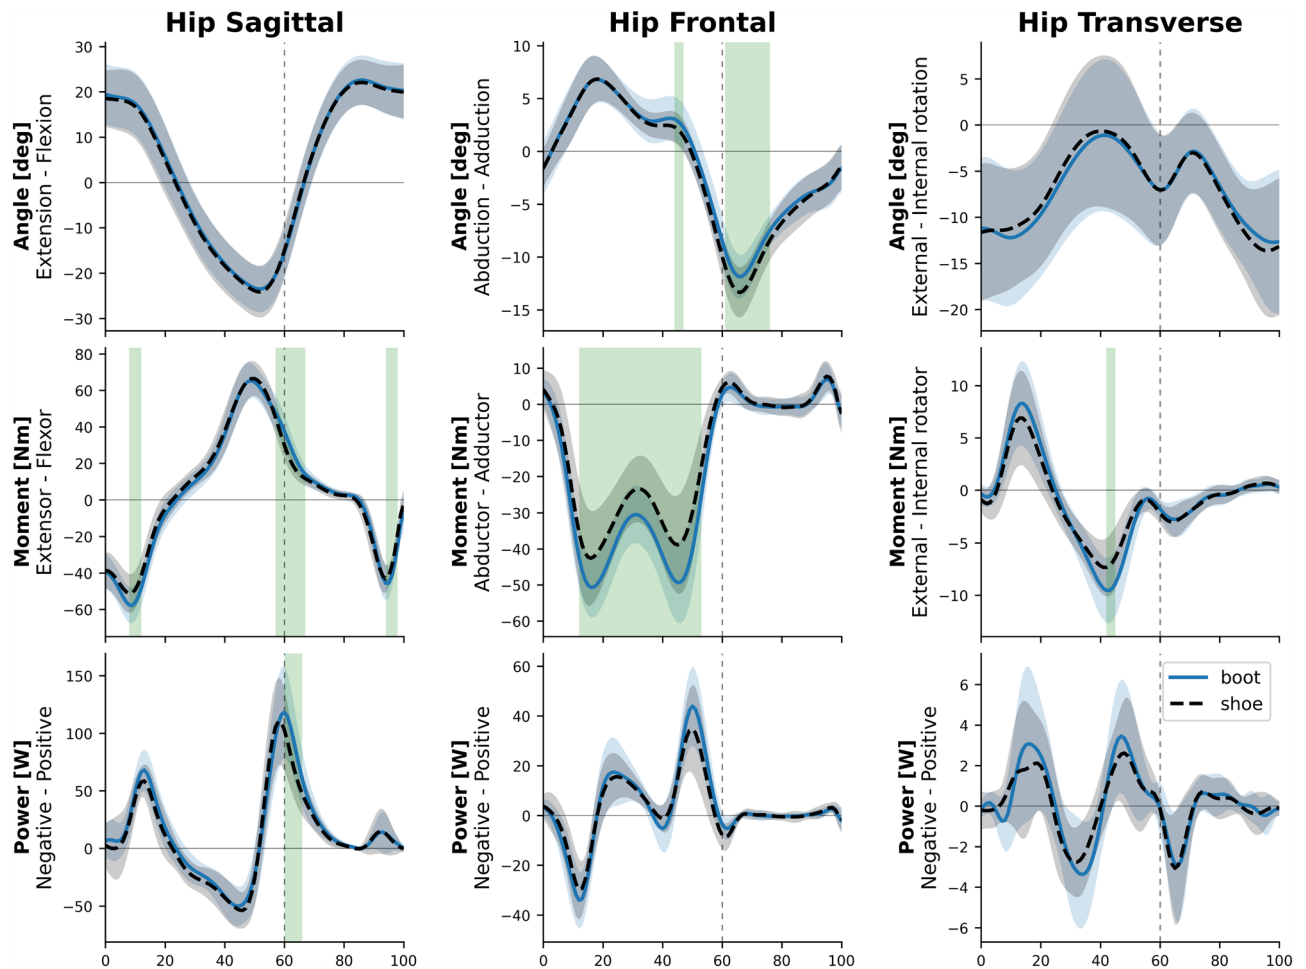 Hip Sagittal
Hip Frontal
Hip Transverse
Angle [deg]
Extension - Flexion
30
20
10
0
−10
−20
−30
Angle [deg]
Abduction - Adduction
10
5
0
−5
−10
−15
Angle [deg]
External - Internal rotation
5
0
−5
−10
−15
−20
Moment [Nm]
Extensor - Flexor
80
60
40
20
0
−20
−40
−60
Moment [Nm]
Abductor - Adductor
10
0
−10
−20
−30
−40
−50
−60
Moment [Nm]
External - Internal rotator
10
5
0
−5
−10
Power [W]
Negative - Positive
150
100
50
0
−50
0 20 40 60 80 100
Power [W]
Negative - Positive
60
40
20
0
−20
−40
0 20 40 60 80 100
Power [W]
Negative - Positive
6
4
2
0
−2
−4
−6
0 20 40 60 80 100
boot
shoe